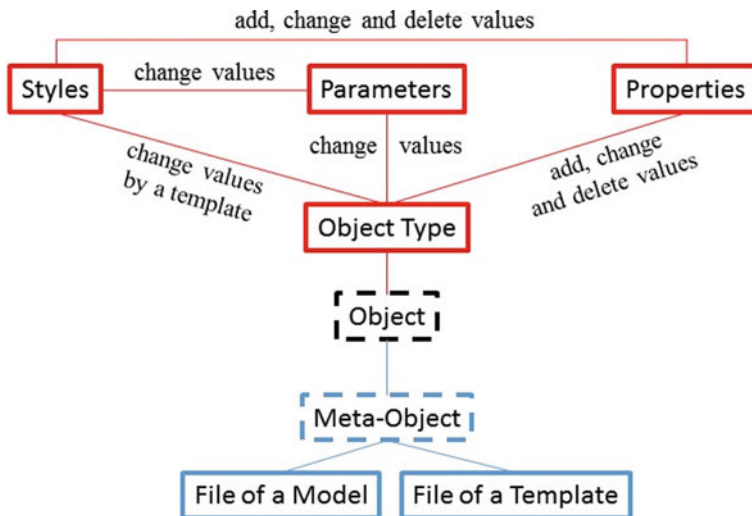 add, change and delete values
Styles
change values
Parameters
Properties
change values
by a template
change values
add, change
and delete values
Object Type
Object
Meta-Object
File of a Model
File of a Template